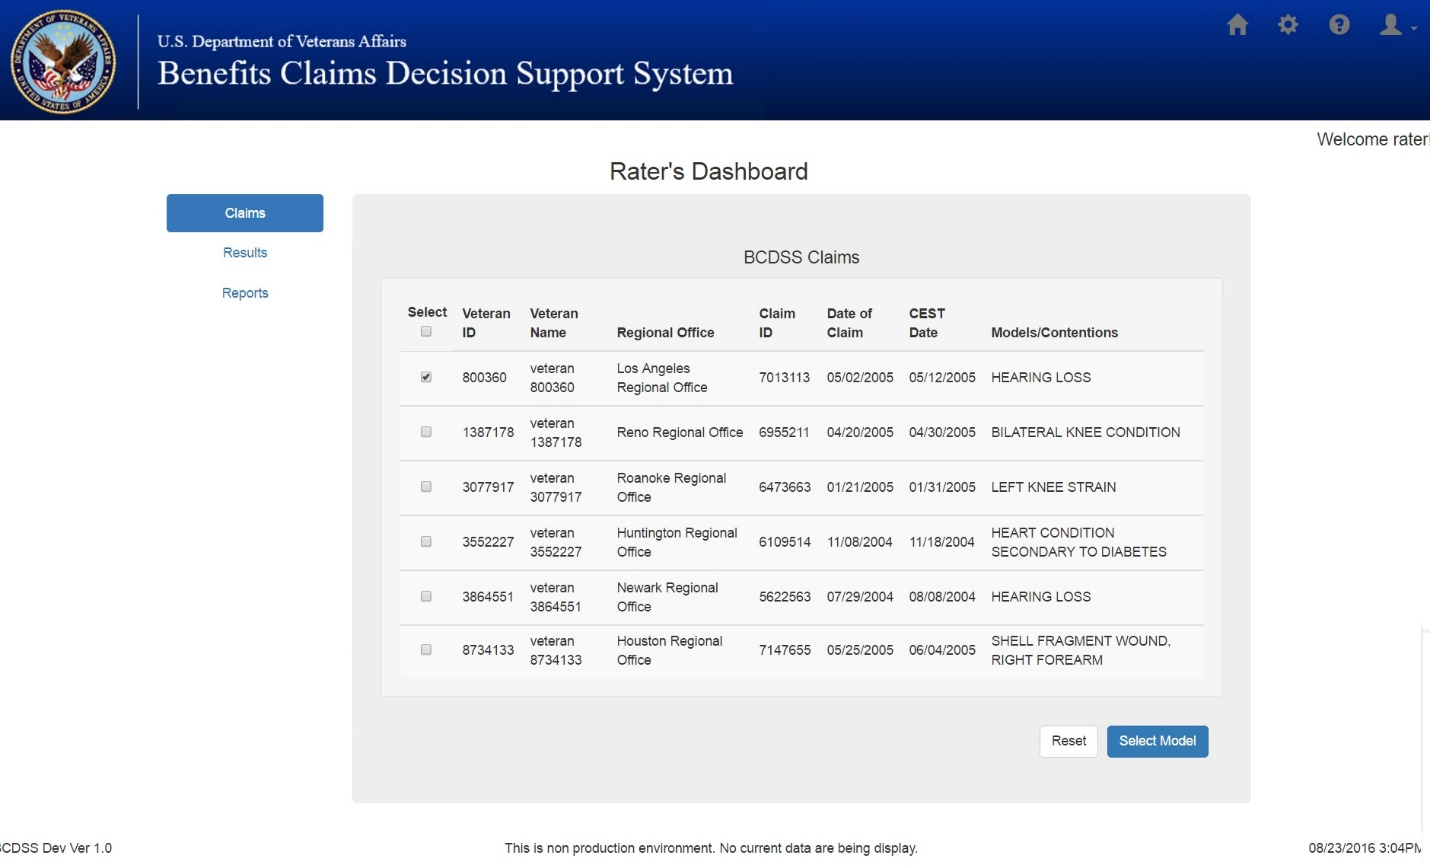 U.S. Department of Veterans Affairs
Benefits Claims Decision Support System
Welcome rater!
Rater's Dashboard
Claims
Results
Reports
BCDSS Claims
Select Veteran ID Veteran Name Regional Office Claim ID Date of Claim CEST Date Models/Contentions
800360 veteran 800360 Los Angeles Regional Office 7013113 05/02/2005 05/12/2005 HEARING LOSS
1387178 veteran 1387178 Reno Regional Office 6955211 04/20/2005 04/30/2005 BILATERAL KNEE CONDITION
3077917 veteran 3077917 Roanoke Regional Office 6473663 01/21/2005 01/31/2005 LEFT KNEE STRAIN
3552227 veteran 3552227 Huntington Regional Office 6109514 11/08/2004 11/18/2004 HEART CONDITION SECONDARY TO DIABETES
3864551 veteran 3864551 Newark Regional Office 5622563 07/29/2004 08/08/2004 HEARING LOSS
8734133 veteran 8734133 Houston Regional Office 7147655 05/25/2005 06/04/2005 SHELL FRAGMENT WOUND, RIGHT FOREARM
Reset Select Model
CDSS Dev Ver 1.0 This is non production environment. No current data are being display. 08/23/2016 3:04PM
DEPARTMENT OF VETERANS AFFAIRS
UNITED STATES OF AMERICA